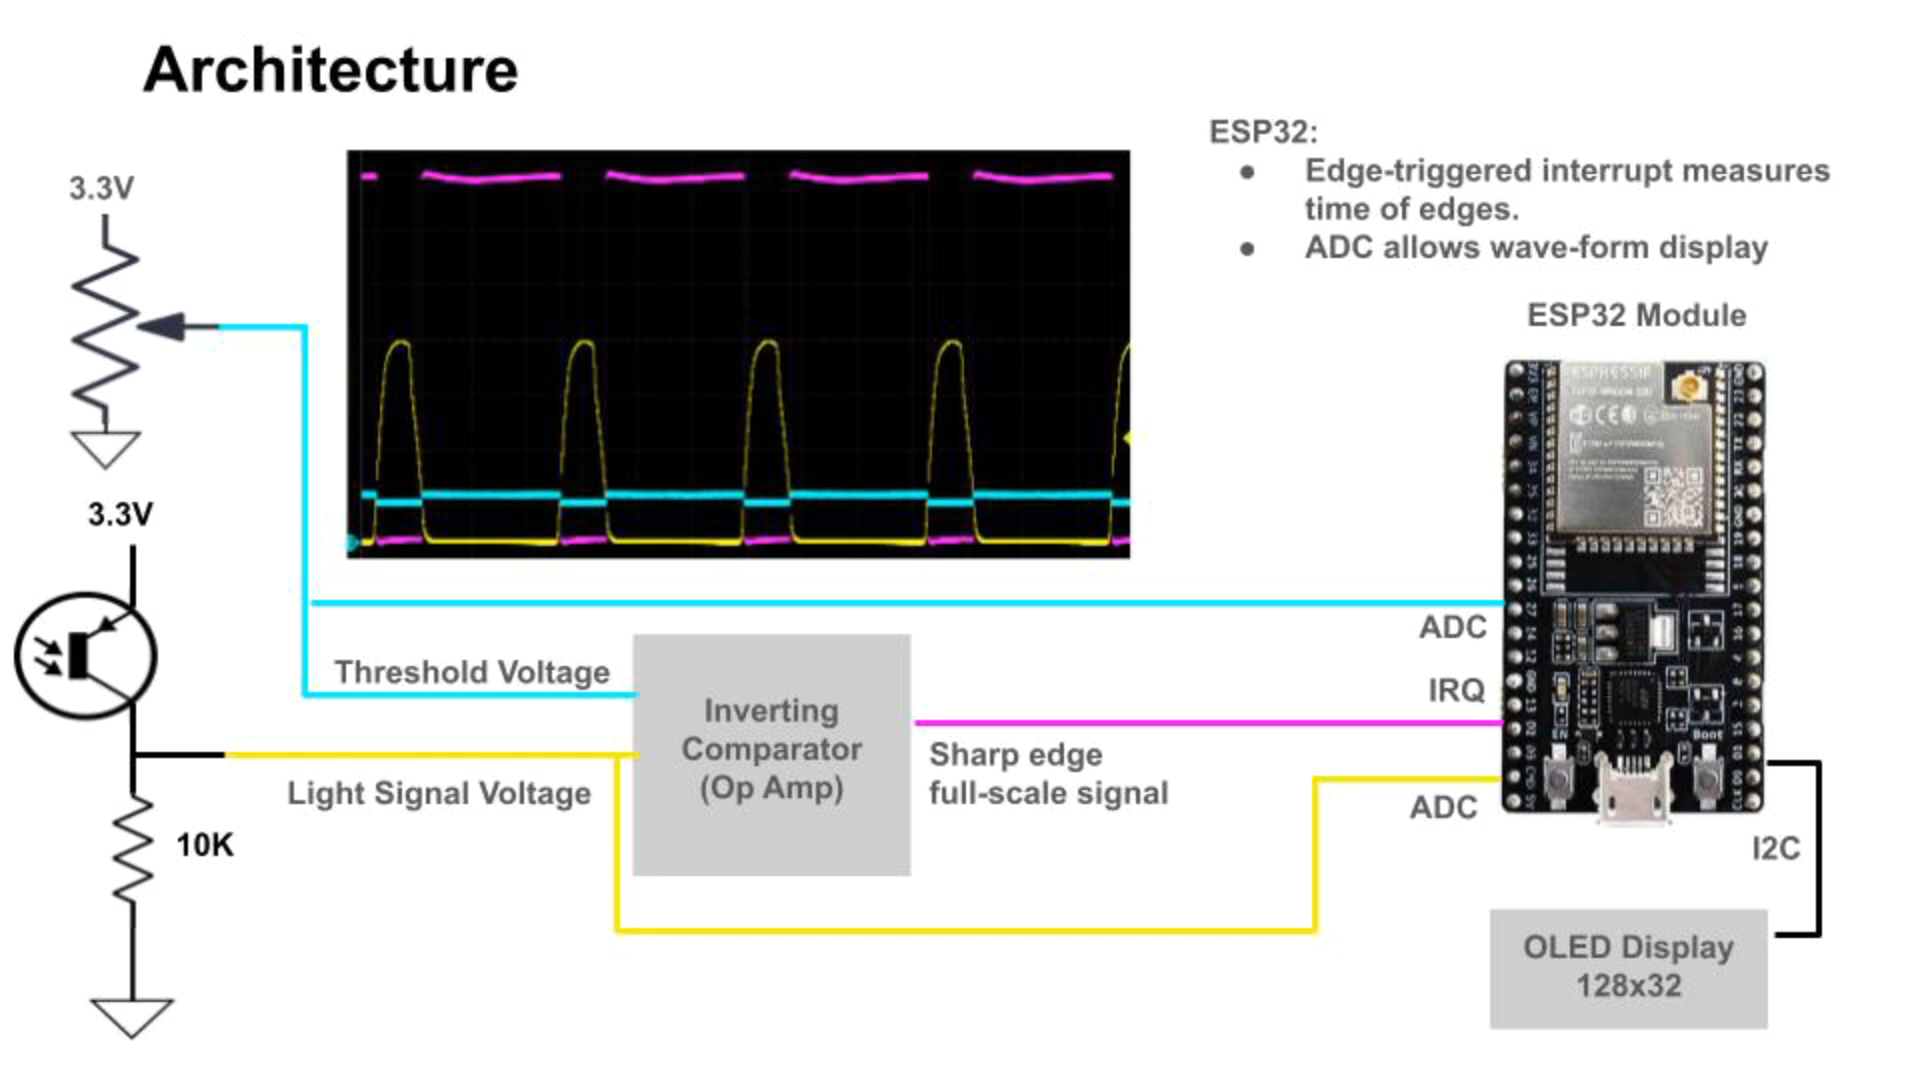 Architecture
ESP32:
● Edge-triggered interrupt measures
time of edges.
● ADC allows wave-form display
3.3V
ESP32 Module
3.3V
ADC
Threshold Voltage
IRQ
Inverting
Comparator
(Op Amp)
Sharp edge
full-scale signal
Light Signal Voltage
ADC
10K
I2C
OLED Display
128x32